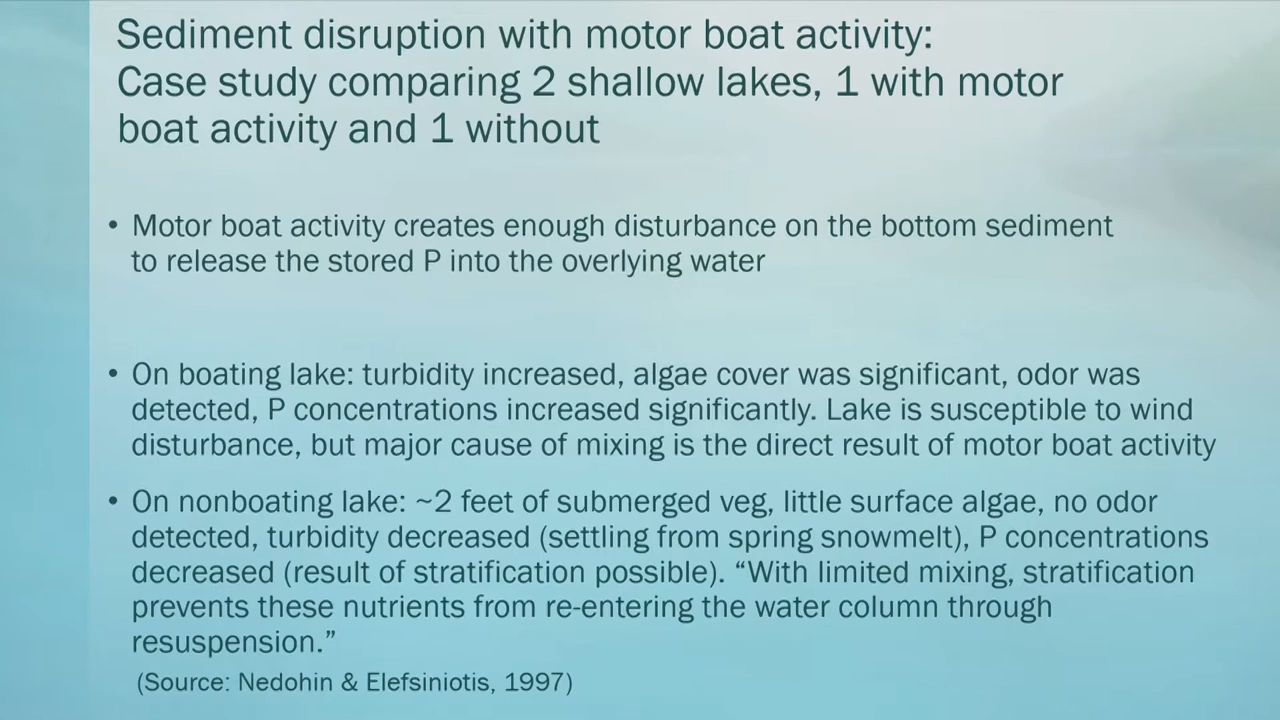 Sediment disruption with motor boat activity:
Case study comparing 2 shallow lakes, 1 with motor
boat activity and 1 without
• Motor boat activity creates enough disturbance on the bottom sediment
to release the stored P into the overlying water
• On boating lake: turbidity increased, algae cover was significant, odor was
detected, P concentrations increased significantly. Lake is susceptible to wind
disturbance, but major cause of mixing is the direct result of motor boat activity
• On nonboating lake: ~2 feet of submerged veg, little surface algae, no odor
detected, turbidity decreased (settling from spring snowmelt), P concentrations
decreased (result of stratification possible). “With limited mixing, stratification
prevents these nutrients from re-entering the water column through
resuspension.”
(Source: Nedohin & Elefsiniotis, 1997)